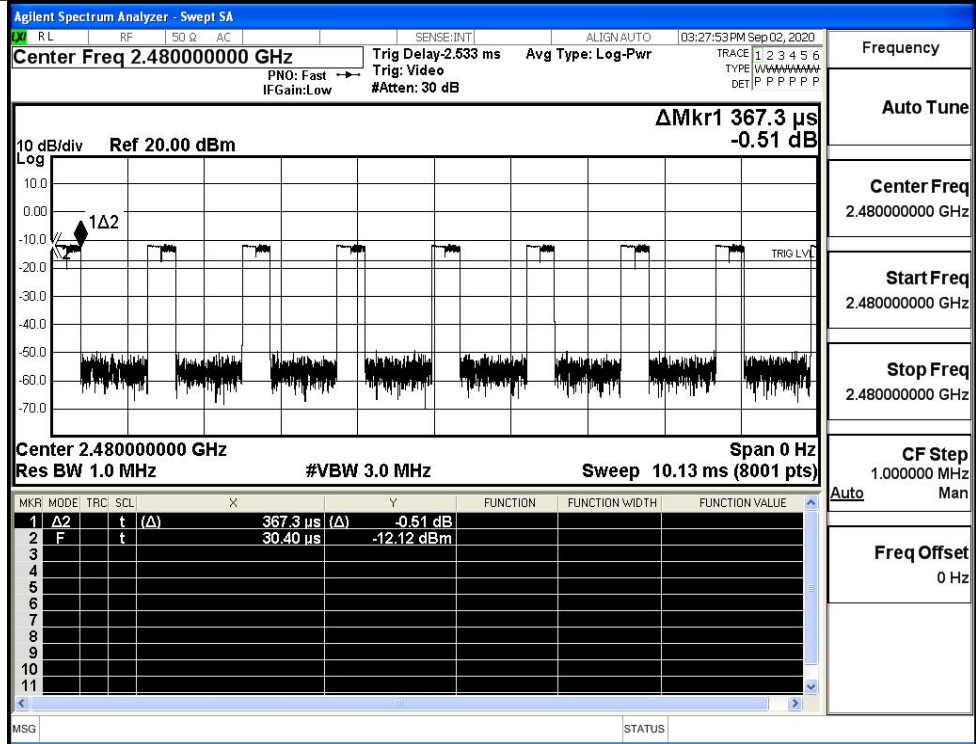 Agilent Spectrum Analyzer - Swept SA
LXI RL RF 50 Ω AC SENSE:INT ALIGN AUTO 03:27:53 PM Sep 02, 2020
Center Freq 2.480000000 GHz
PNO: Fast
IFGain:Low
Trig Delay-2.533 ms
Trig: Video
#Atten: 30 dB
Avg Type: Log-Pwr
TRACE 1 2 3 4 5 6
TYPE WWWWWW
DET P P P P P P
ΔMkr1 367.3 µs
-0.51 dB
10 dB/div Ref 20.00 dBm
Log
10.0
0.00
-10.0
-20.0
-30.0
-40.0
-50.0
-60.0
-70.0
1Δ2
2
TRIG LVL
Center 2.480000000 GHz Span 0 Hz
Res BW 1.0 MHz #VBW 3.0 MHz Sweep 10.13 ms (8001 pts)
MKR MODE TRC SCL X Y FUNCTION FUNCTION WIDTH FUNCTION VALUE
1 Δ2 t (Δ) 367.3 µs (Δ) -0.51 dB
2 F t 30.40 µs -12.12 dBm
3
4
5
6
7
8
9
10
11
MSG STATUS
Frequency
Auto Tune
Center Freq
2.480000000 GHz
Start Freq
2.480000000 GHz
Stop Freq
2.480000000 GHz
CF Step
1.000000 MHz
Auto Man
Freq Offset
0 Hz